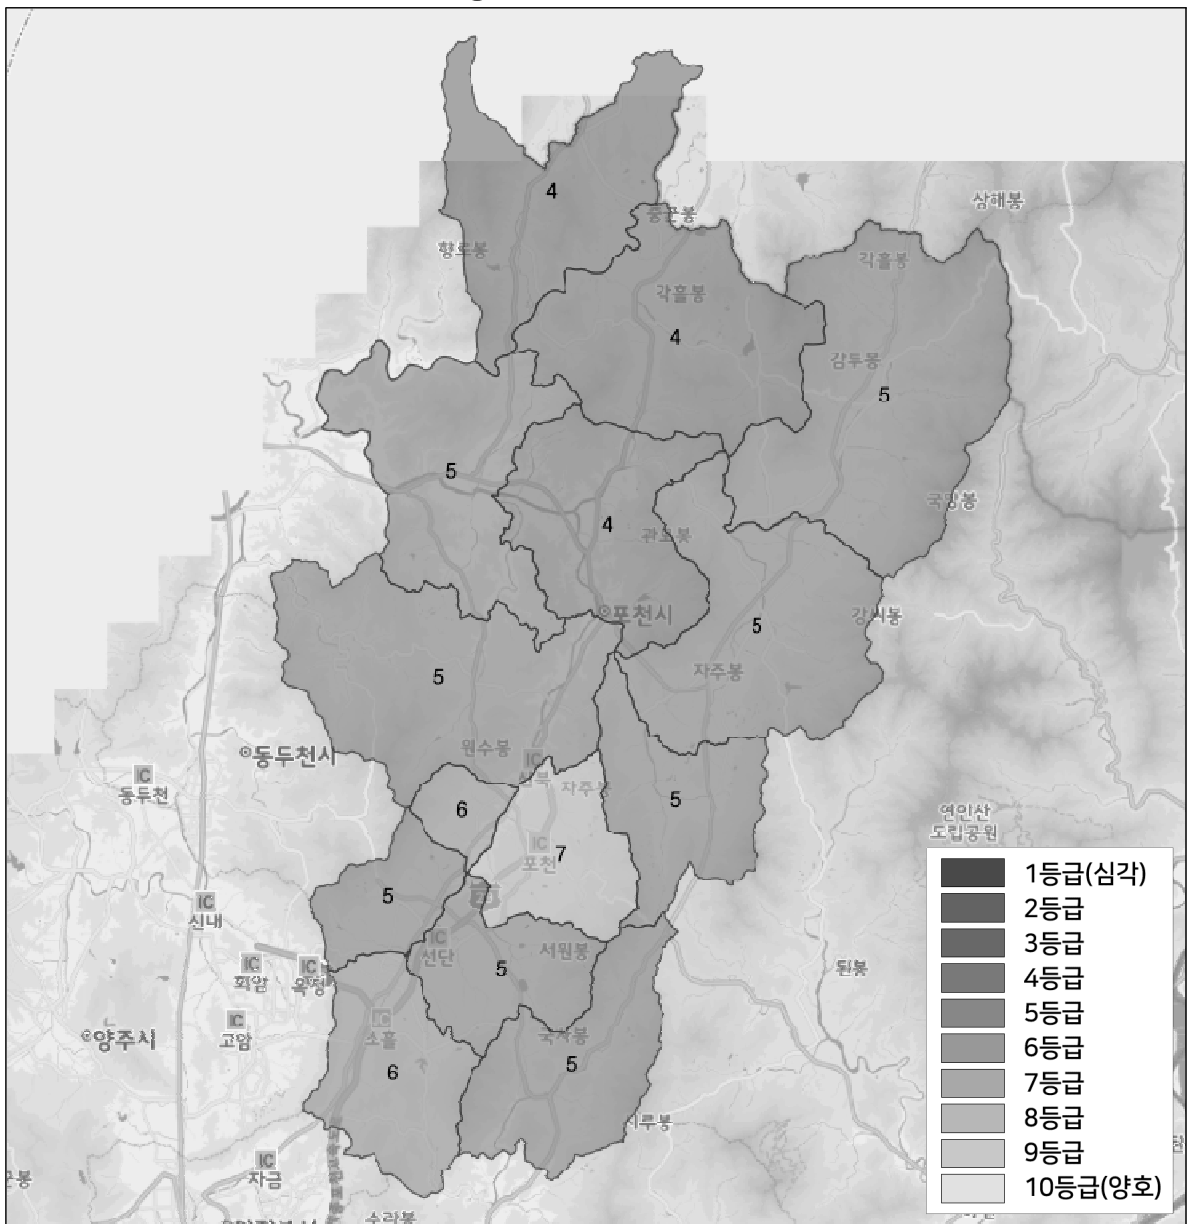 4
중군봉
삼해봉
향로봉
각흘봉
각흘봉
4
감투봉
5
5
국망봉
4
관모봉
포천시
강씨봉
5
5
자주봉
원수봉
동두천시
IC
IC
동두천
5
6
연인산
도립공원
7
IC
포천
5
IC
신내
IC
선단
서원봉
5
IC
회암
IC
옥정
된봉
IC
고암
양주시
IC
소흘
국사봉
6
5
IC
자금
수리봉
1등급(심각)
2등급
3등급
4등급
5등급
6등급
7등급
8등급
9등급
10등급(양호)